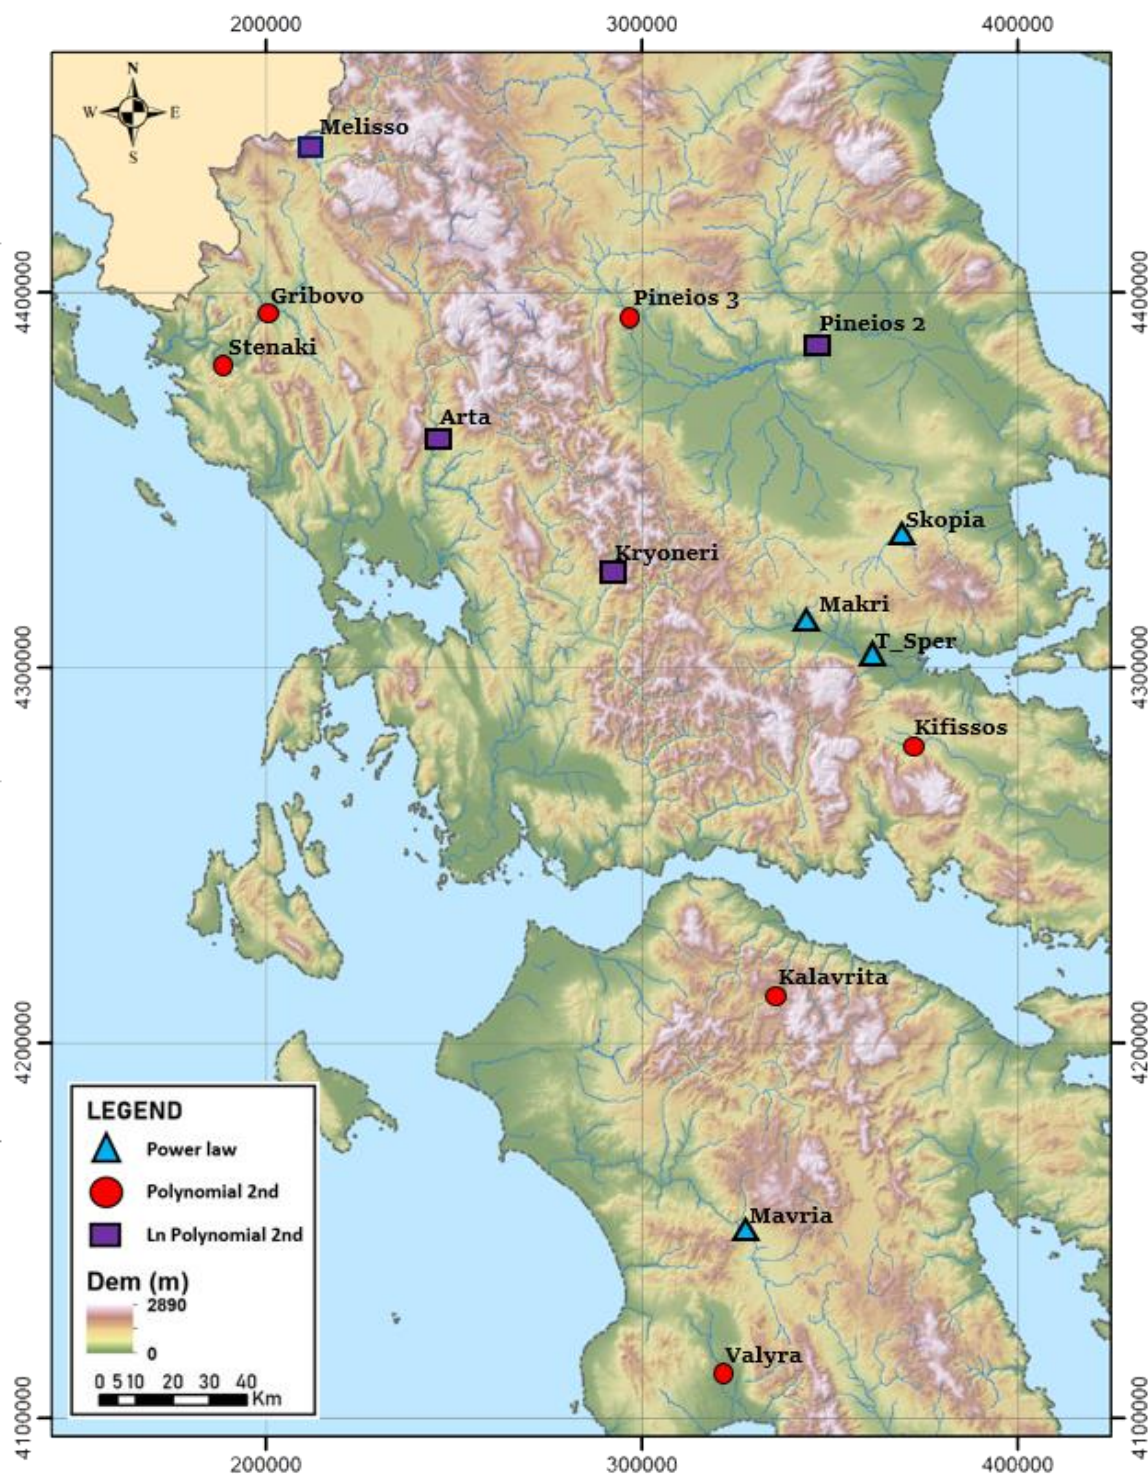 200000
300000
400000
N
W
E
S
Melisso
4400000
4400000
Gribovo
Pineios 3
Pineios 2
Stenaki
Arta
Skopia
Kryoneri
Makri
T_Sper
4300000
4300000
Kifissos
Kalavrita
4200000
4200000
LEGEND
Power law
Polynomial 2nd
Ln Polynomial 2nd
Dem (m)
2890
0
0 5 10 20 30 40
Km
Mavria
Valyra
4100000
4100000
200000
300000
400000